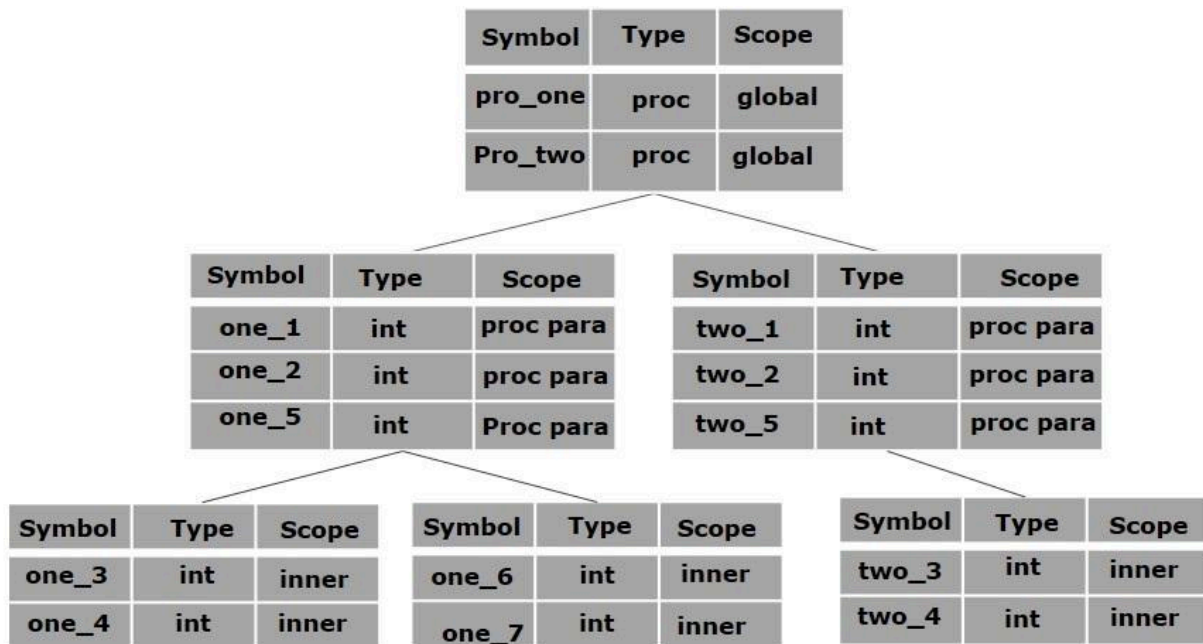 Symbol Type Scope
pro_one proc global
Pro_two proc global
Symbol Type Scope
one_1 int proc para
one_2 int proc para
one_5 int Proc para
Symbol Type Scope
two_1 int proc para
two_2 int proc para
two_5 int proc para
Symbol Type Scope
one_3 int inner
one_4 int inner
Symbol Type Scope
one_6 int inner
one_7 int inner
Symbol Type Scope
two_3 int inner
two_4 int inner